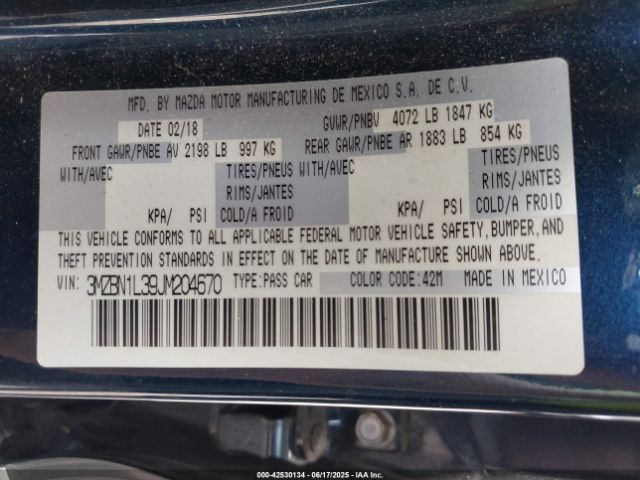 MFD. BY MAZDA MOTOR MANUFACTURING DE MEXICO S.A. DE C.V.
DATE 02/18 GVWR/PNBV 4072 LB 1847 KG
FRONT GAWR/PNBE AV 2198 LB 997 KG REAR GAWR/PNBE AR 1883 LB 854 KG
WITH/AVEC TIRES/PNEUS WITH/AVEC TIRES/PNEUS
RIMS/JANTES RIMS/JANTES
KPA/ PSI COLD/A FROID KPA/ PSI COLD/A FROID
THIS VEHICLE CONFORMS TO ALL APPLICABLE FEDERAL MOTOR VEHICLE SAFETY, BUMPER, AND
THEFT PREVENTION STANDARDS IN EFFECT ON THE DATE OF MANUFACTURE SHOWN ABOVE.
VIN: 3MZBN1L39JM204670 TYPE: PASS CAR COLOR CODE: 42M MADE IN MEXICO
000-42530134 - 06/17/2025 - IAA Inc.